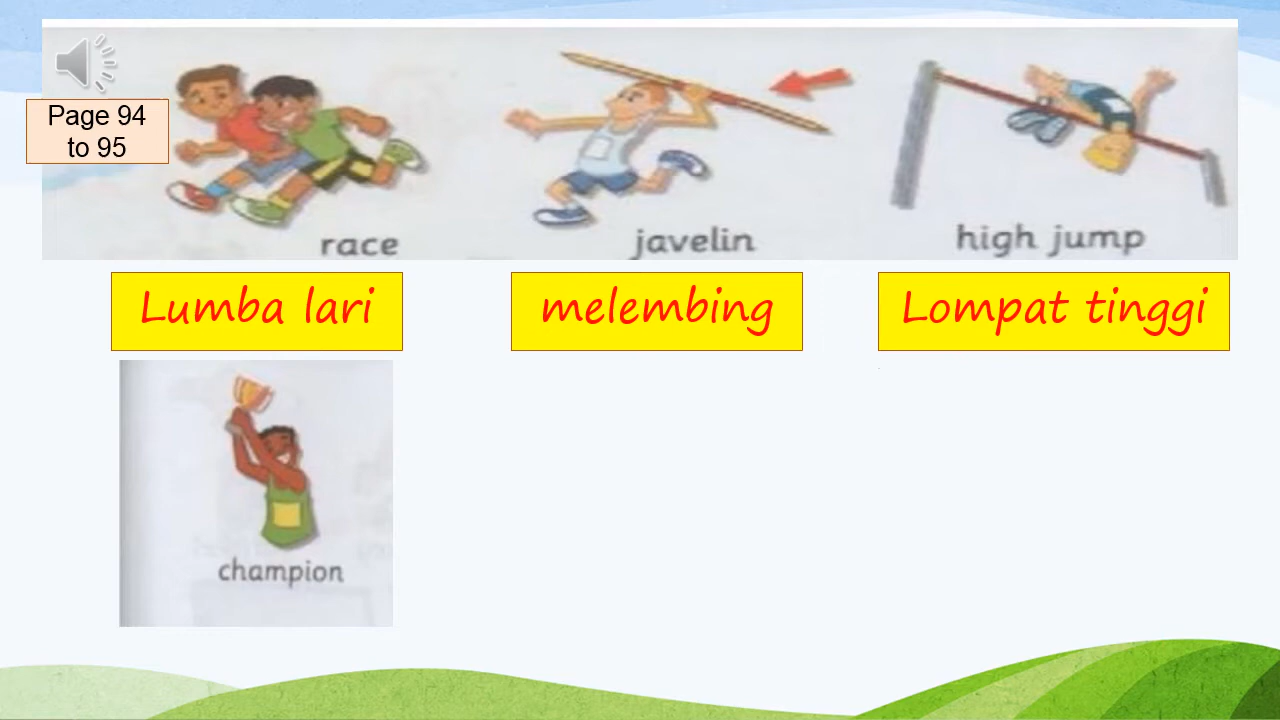 Page 94
to 95
race
javelin
high jump
Lumba lari
melembing
Lompat tinggi
champion